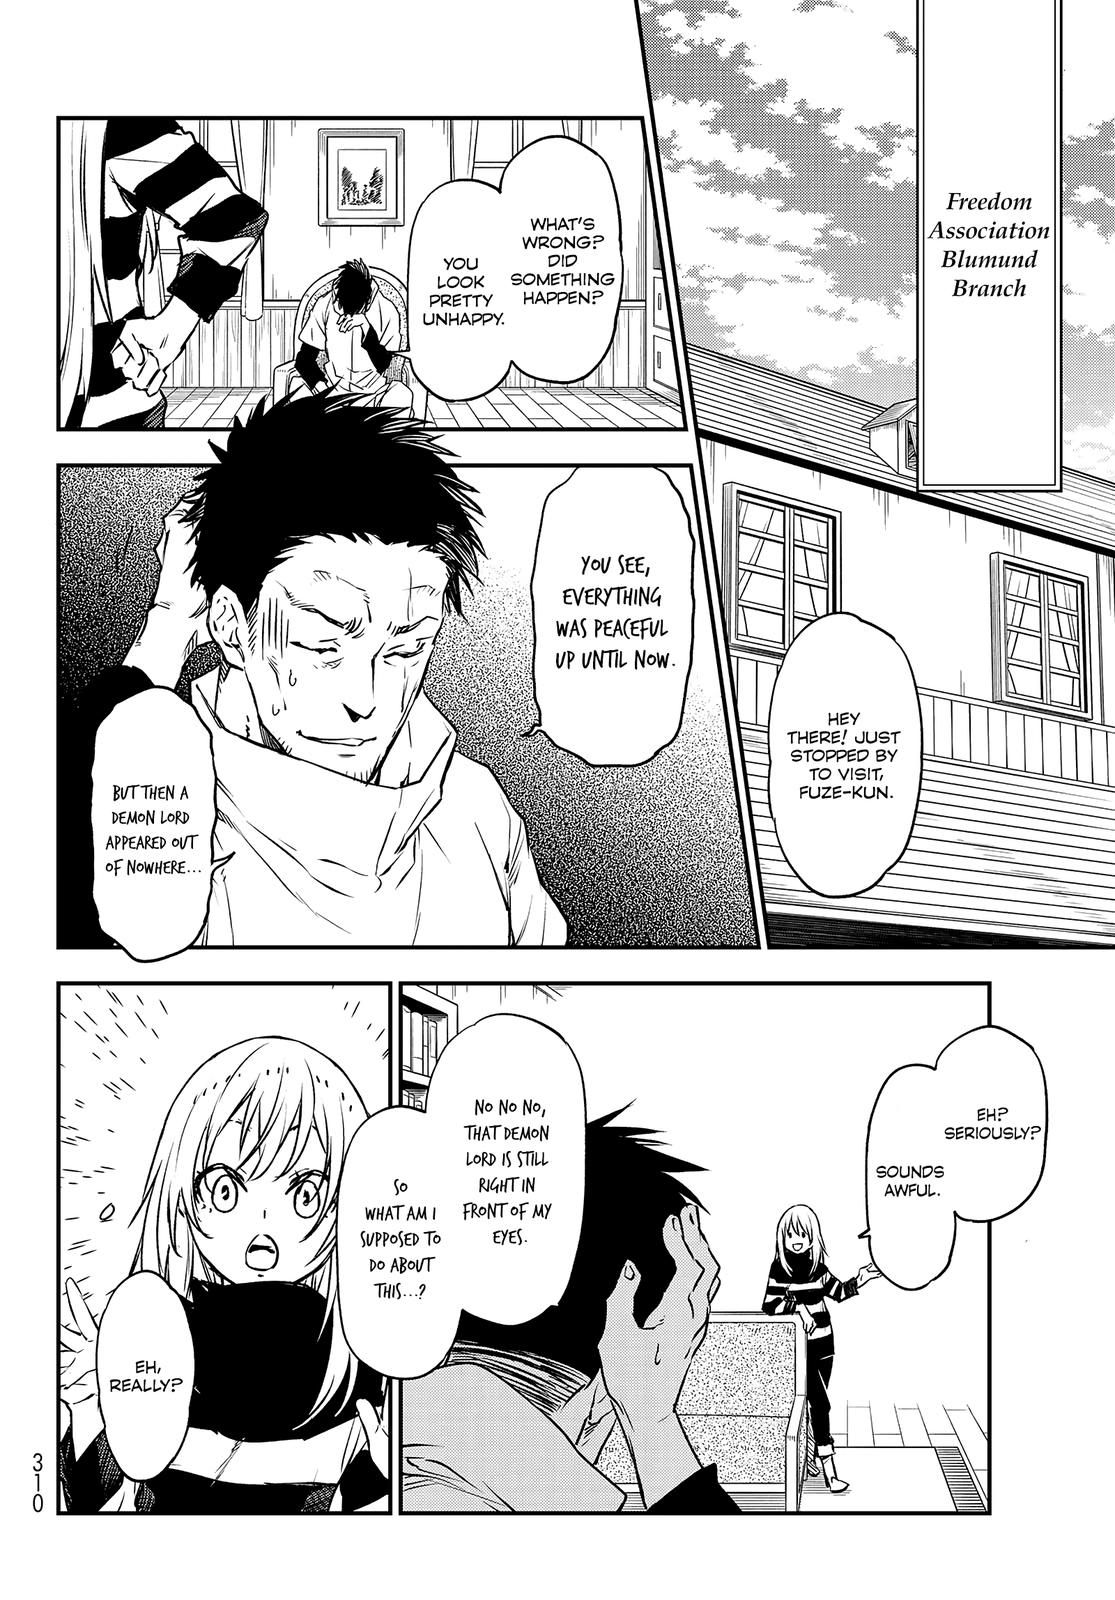 Freedom
Association
Blumund
Branch
HEY
THERE! JUST
STOPPED BY
TO VISIT,
FUZE-KUN.
WHAT'S
WRONG?
DID
SOMETHING
HAPPEN?
YOU
LOOK
PRETTY
UNHAPPY.
YOU SEE,
EVERYTHING
WAS PEACEFUL
UP UNTIL NOW.
BUT THEN A
DEMON LORD
APPEARED OUT
OF NOWHERE...
EH?
SERIOUSLY?
SOUNDS
AWFUL.
NO NO NO,
THAT DEMON
LORD IS STILL
RIGHT IN
FRONT OF MY
EYES.
SO
WHAT AM I
SUPPOSED TO
DO ABOUT
THIS...?
EH,
REALLY?
310